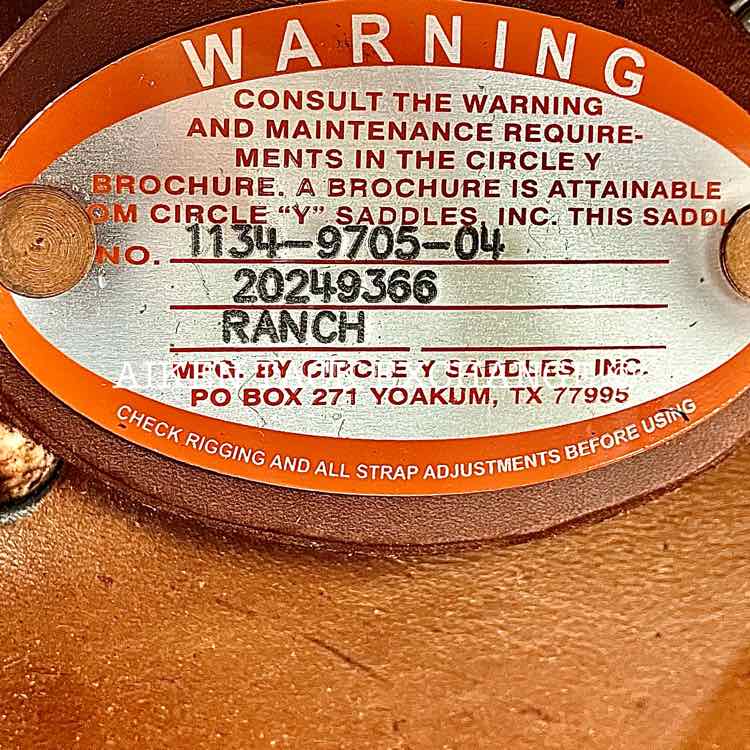 WARNING
CONSULT THE WARNING
AND MAINTENANCE REQUIRE-
MENTS IN THE CIRCLE Y
BROCHURE. A BROCHURE IS ATTAINABLE
OM CIRCLE "Y" SADDLES, INC. THIS SADDL
NO. 1134-9705-04
20249366
RANCH
MFG. BY CIRCLE Y SADDLES, INC.
PO BOX 271 YOAKUM, TX 77995
CHECK RIGGING AND ALL STRAP ADJUSTMENTS BEFORE USING